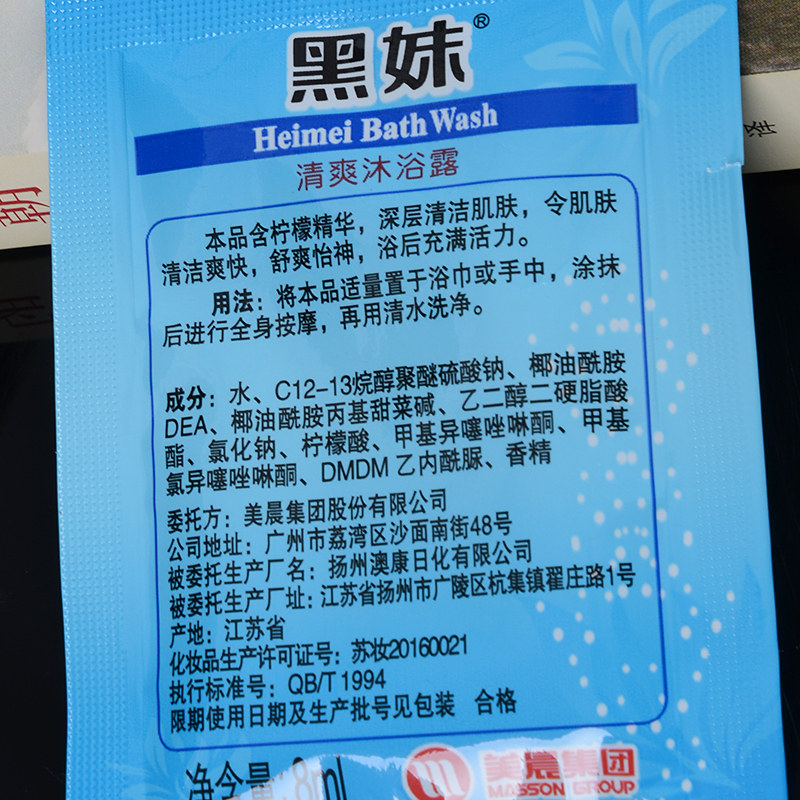 黑妹®
Heimei Bath Wash
清爽沐浴露
本品含柠檬精华，深层清洁肌肤，令肌肤
清洁爽快，舒爽怡神，浴后充满活力。
用法：将本品适量置于浴巾或手中，涂抹
后进行全身按摩，再用清水洗净。
成分：水、C12-13烷醇聚醚硫酸钠、椰油酰胺
DEA、椰油酰胺丙基甜菜碱、乙二醇二硬脂酸
酯、氯化钠、柠檬酸、甲基异噻唑啉酮、甲基
氯异噻唑啉酮、DMDM 乙内酰脲、香精
委托方：美晨集团股份有限公司
公司地址：广州市荔湾区沙面南街48号
被委托生产厂名：扬州澳康日化有限公司
被委托生产厂址：江苏省扬州市广陵区杭集镇翟庄路1号
产地：江苏省
化妆品生产许可证号：苏妆20160021
执行标准号：QB/T 1994
限期使用日期及生产批号见包装 合格
净含量：8ml
美晨集团
MASSON GROUP